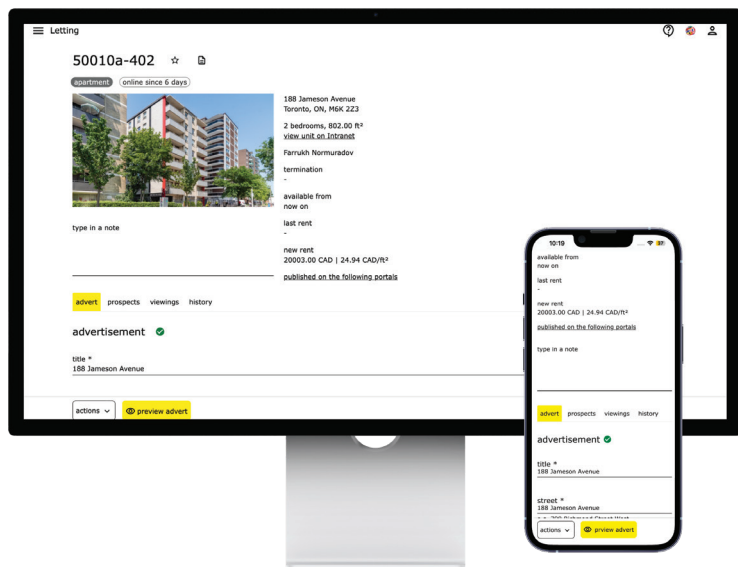 Letting
50010a-402
apartment
online since 6 days
188 Jameson Avenue
Toronto, ON, M6K 2Z3
2 bedrooms, 802.00 ft²
view unit on Intranet
Farrukh Normuradov
termination
-
available from
now on
last rent
-
new rent
20003.00 CAD | 24.94 CAD/ft²
published on the following portals
type in a note
advert prospects viewings history
advertisement
title *
188 Jameson Avenue
actions
preview advert
10:19
37
available from
now on
last rent
-
new rent
20003.00 CAD | 24.94 CAD/ft²
published on the following portals
type in a note
advert prospects viewings history
advertisement
title *
188 Jameson Avenue
street *
188 Jameson Avenue
actions
prview advert